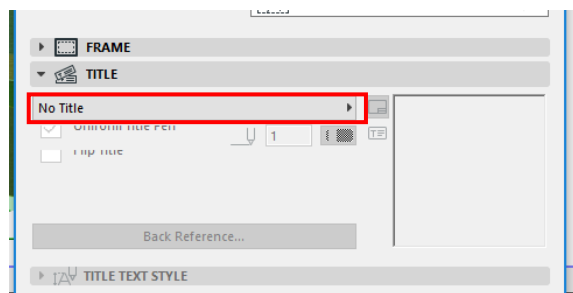 FRAME
TITLE
No Title
Uniform Title Pen
1
Flip Title
Back Reference...
TITLE TEXT STYLE